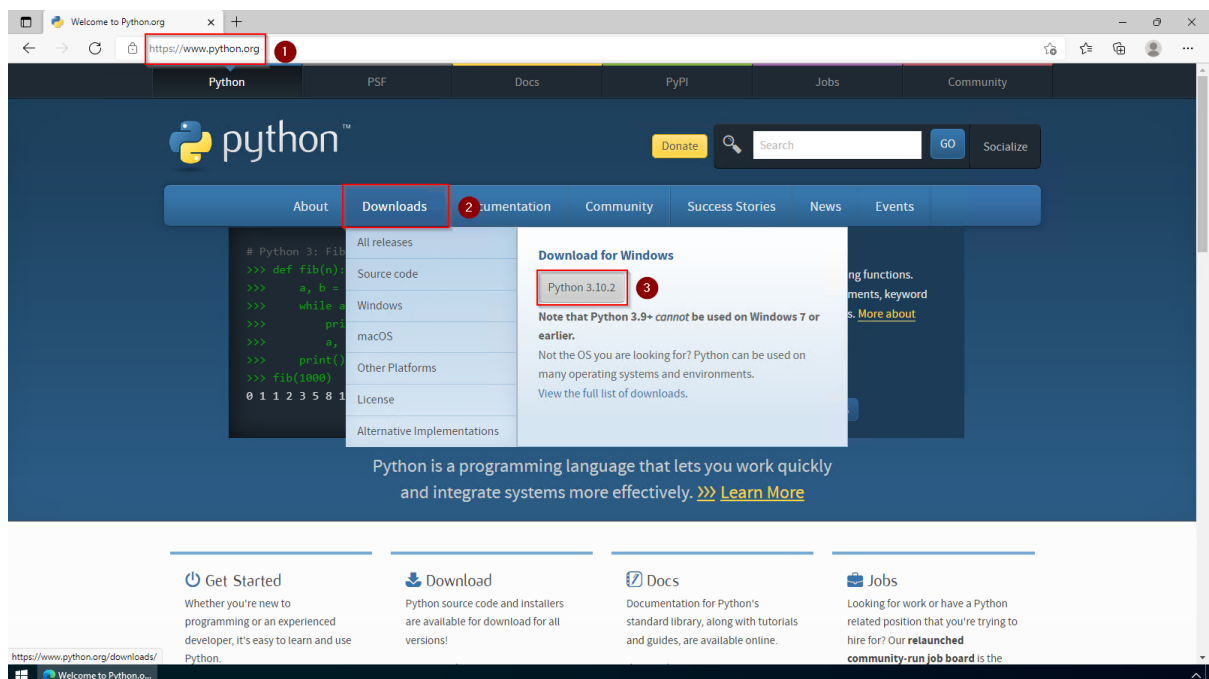 Welcome to Python.org
https://www.python.org
1
Python PSF Docs PyPI Jobs Community
python™
Donate Search GO Socialize
About Downloads 2 cumentation Community Success Stories News Events
All releases
Source code
Windows
macOS
Other Platforms
License
Alternative Implementations
Download for Windows
Python 3.10.2
3
Note that Python 3.9+ cannot be used on Windows 7 or
earlier.
Not the OS you are looking for? Python can be used on
many operating systems and environments.
View the full list of downloads.
# Python 3: Fib
>>> def fib(n):
a, b =
while a
pri
a,
print()
>>> fib(1000)
0 1 1 2 3 5 8 1
ng functions.
ments, keyword
s. More about
Python is a programming language that lets you work quickly
and integrate systems more effectively. >>> Learn More
Get Started
Whether you're new to
programming or an experienced
developer, it's easy to learn and use
Python.
Download
Python source code and installers
are available for download for all
versions!
Docs
Documentation for Python's
standard library, along with tutorials
and guides, are available online.
Jobs
Looking for work or have a Python
related position that you're trying to
hire for? Our relaunched
community-run job board is the
https://www.python.org/downloads/
Welcome to Python.o...